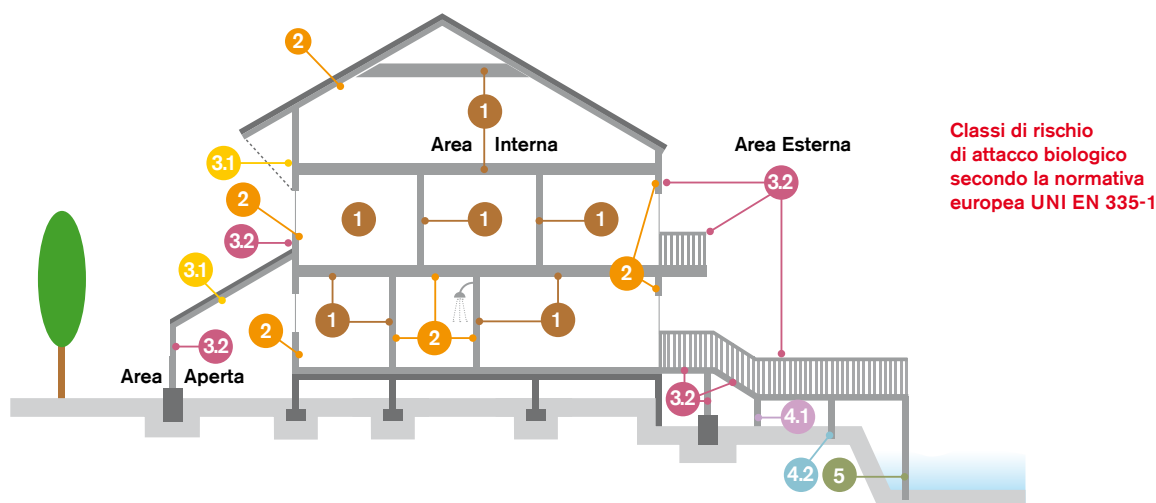 2
1
Area Interna
Area Esterna
Classi di rischio
di attacco biologico
secondo la normativa
europea UNI EN 335-1
3.1
3.2
2
1
1
1
3.2
3.1
2
1
1
2
2
3.2
Area Aperta
3.2
4.1
4.2
5